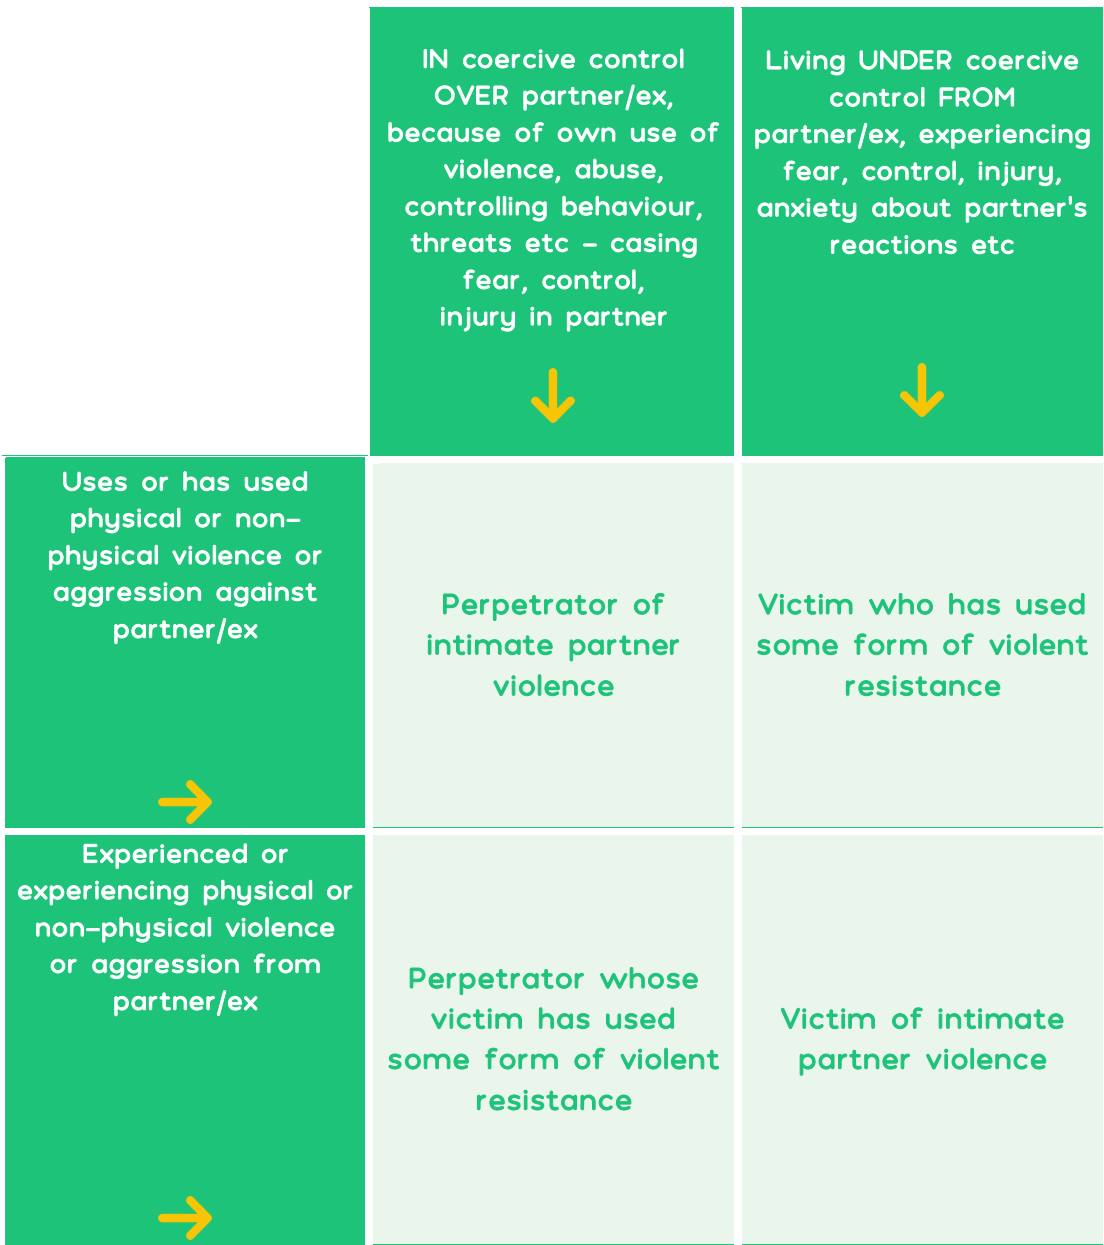 IN coercive control
OVER partner/ex,
because of own use of
violence, abuse,
controlling behaviour,
threats etc - casing
fear, control,
injury in partner
Living UNDER coercive
control FROM
partner/ex, experiencing
fear, control, injury,
anxiety about partner's
reactions etc
Uses or has used
physical or non-
physical violence or
aggression against
partner/ex
Perpetrator of
intimate partner
violence
Victim who has used
some form of violent
resistance
Experienced or
experiencing physical or
non-physical violence
or aggression from
partner/ex
Perpetrator whose
victim has used
some form of violent
resistance
Victim of intimate
partner violence